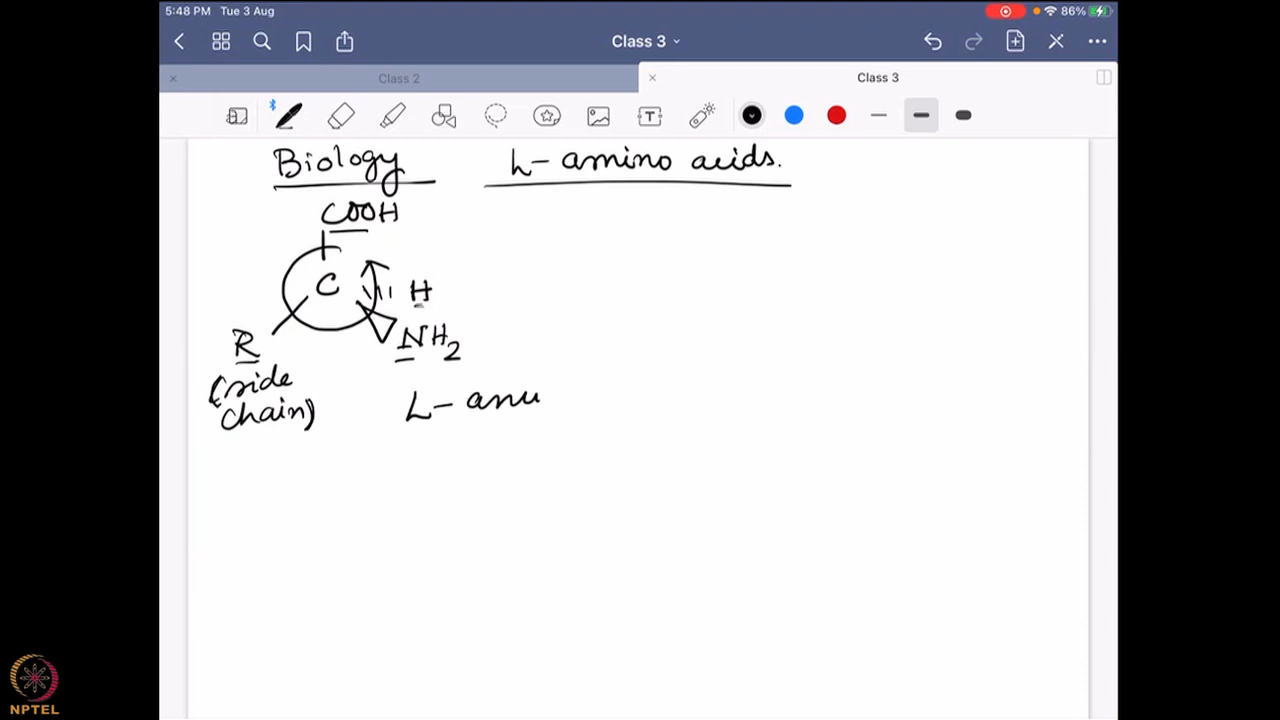 5:48 PM Tue 3 Aug 86%
Class 3
Class 2 Class 3
T
Biology L- amino acids.
COOH
C
H
R NH2
(side
chain) L- amı
NPTEL